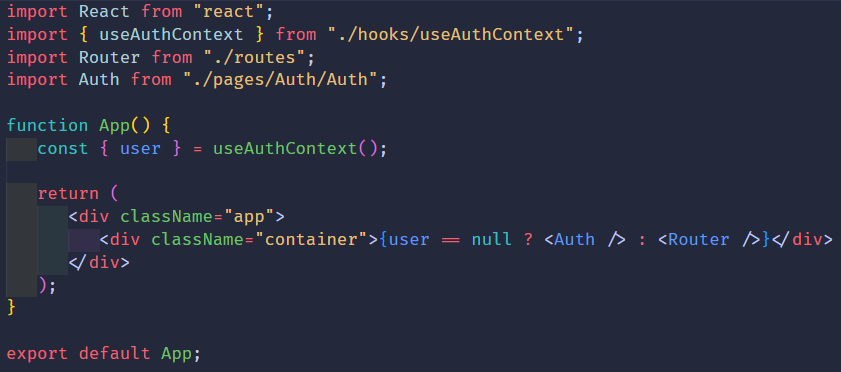 import React from "react";
import { useAuthContext } from "./hooks/useAuthContext";
import Router from "./routes";
import Auth from "./pages/Auth/Auth";

function App() {
  const { user } = useAuthContext();

  return (
    <div className="app">
      <div className="container">{user == null ? <Auth /> : <Router />}</div>
    </div>
  );
}

export default App;